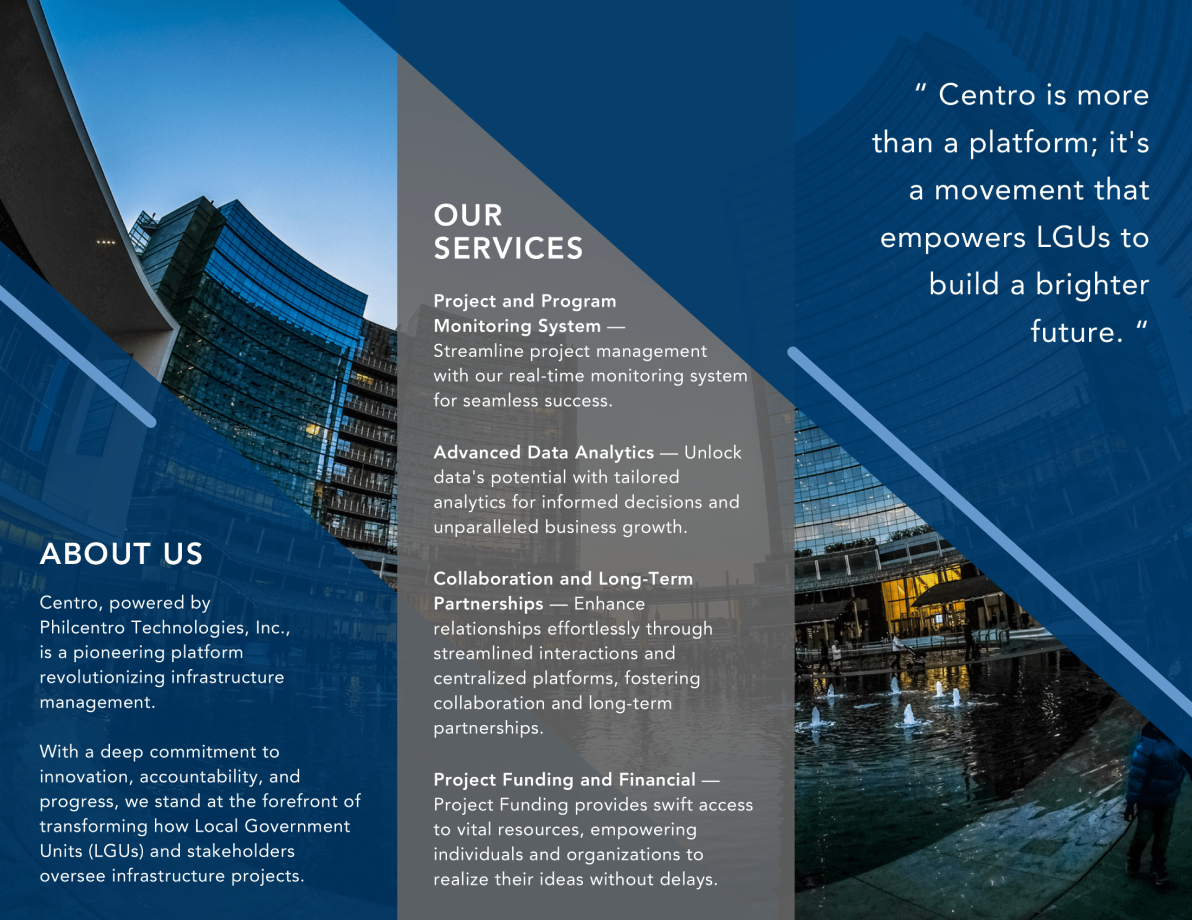 ABOUT US
Centro, powered by
Philcentro Technologies, Inc.,
is a pioneering platform
revolutionizing infrastructure
management.
With a deep commitment to
innovation, accountability, and
progress, we stand at the forefront of
transforming how Local Government
Units (LGUs) and stakeholders
oversee infrastructure projects.
OUR
SERVICES
Project and Program
Monitoring System —
Streamline project management
with our real-time monitoring system
for seamless success.
Advanced Data Analytics — Unlock
data's potential with tailored
analytics for informed decisions and
unparalleled business growth.
Collaboration and Long-Term
Partnerships — Enhance
relationships effortlessly through
streamlined interactions and
centralized platforms, fostering
collaboration and long-term
partnerships.
Project Funding and Financial —
Project Funding provides swift access
to vital resources, empowering
individuals and organizations to
realize their ideas without delays.
“ Centro is more
than a platform; it's
a movement that
empowers LGUs to
build a brighter
future. “